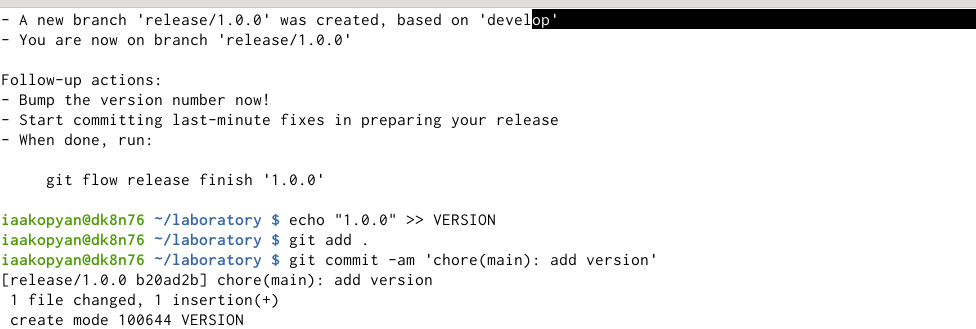 - A new branch 'release/1.0.0' was created, based on 'develop'
- You are now on branch 'release/1.0.0'
Follow-up actions:
- Bump the version number now!
- Start committing last-minute fixes in preparing your release
- When done, run:
git flow release finish '1.0.0'
iaakopyan@dk8n76 ~/laboratory $ echo "1.0.0" >> VERSION
iaakopyan@dk8n76 ~/laboratory $ git add .
iaakopyan@dk8n76 ~/laboratory $ git commit -am 'chore(main): add version'
[release/1.0.0 b20ad2b] chore(main): add version
1 file changed, 1 insertion(+)
create mode 100644 VERSION